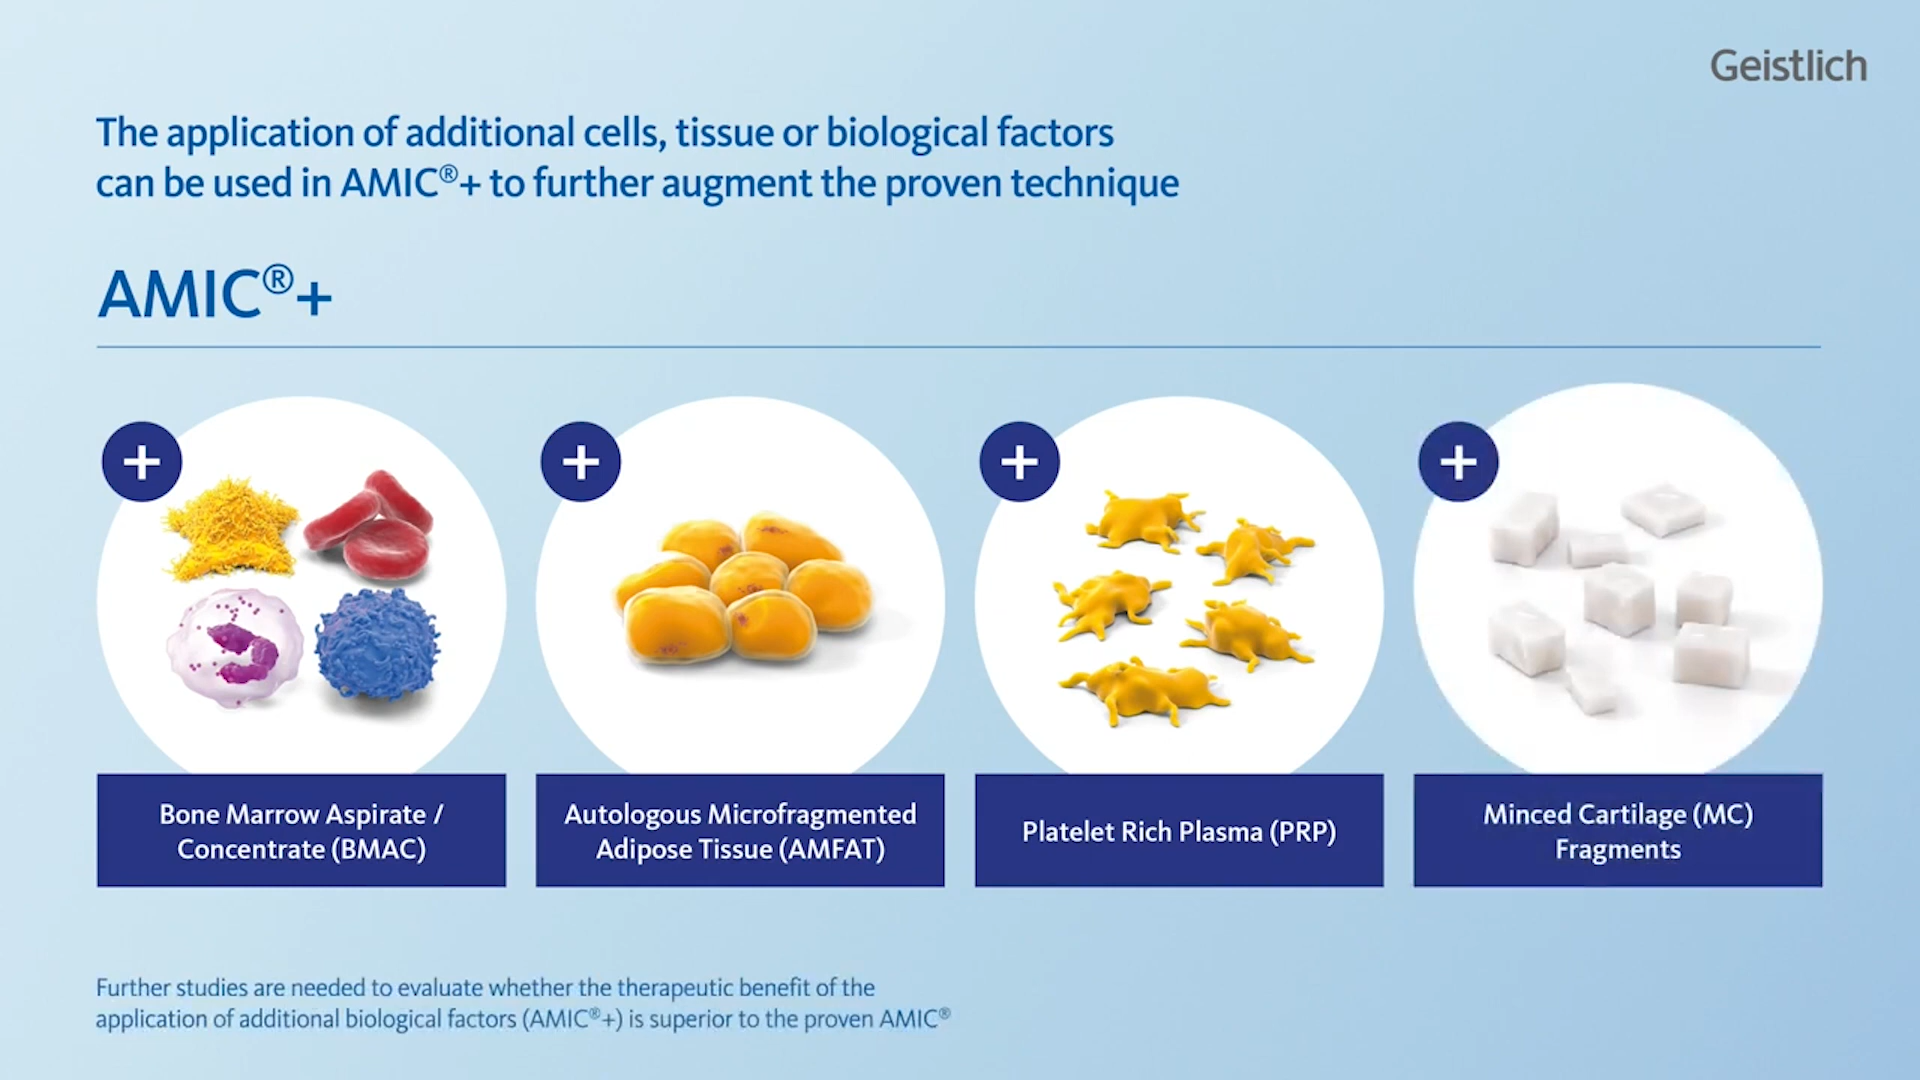 Geistlich
The application of additional cells, tissue or biological factors
can be used in AMIC®+ to further augment the proven technique
AMIC®+
+
+
+
+
Bone Marrow Aspirate /
Concentrate (BMAC)
Autologous Microfragmented
Adipose Tissue (AMFAT)
Platelet Rich Plasma (PRP)
Minced Cartilage (MC)
Fragments
Further studies are needed to evaluate whether the therapeutic benefit of the
application of additional biological factors (AMIC®+) is superior to the proven AMIC®